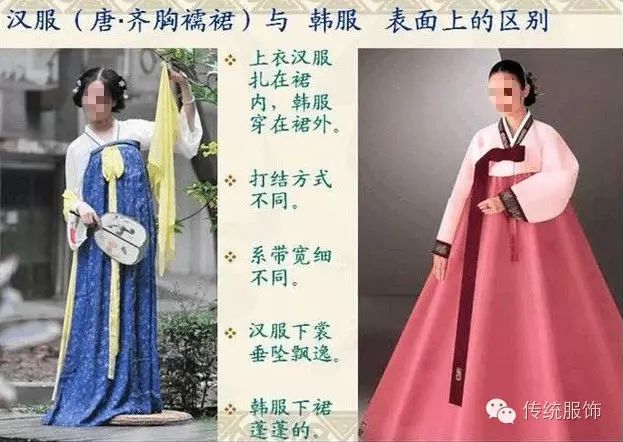 汉服（唐·齐胸襦裙）与 韩服 表面上的区别
上衣汉服
扎在裙
内，韩服
穿在裙外。
打结方式
不同。
系带宽细
不同。
汉服下裳
垂坠飘逸。
韩服下裙
蓬蓬的。
传统服饰